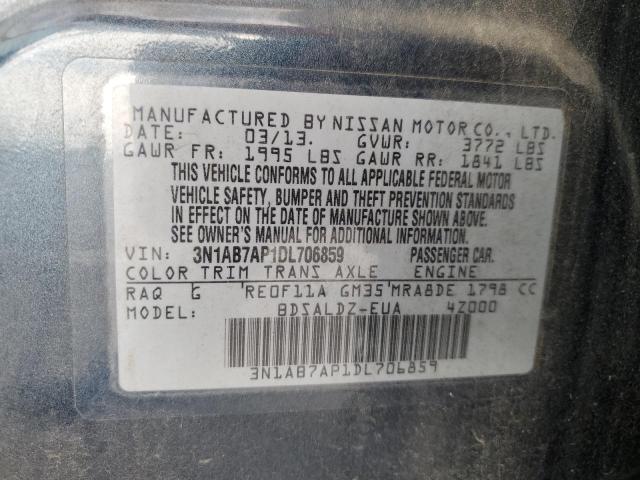 MANUFACTURED BY NISSAN MOTOR CO., LTD.
DATE: 03/13. GVWR: 3772 LBS
GAWR FR: 1995 LBS GAWR RR: 1841 LBS
THIS VEHICLE CONFORMS TO ALL APPLICABLE FEDERAL MOTOR
VEHICLE SAFETY, BUMPER AND THEFT PREVENTION STANDARDS
IN EFFECT ON THE DATE OF MANUFACTURE SHOWN ABOVE.
SEE OWNER'S MANUAL FOR ADDITIONAL INFORMATION.
VIN: 3N1AB7AP1DL706859 PASSENGER CAR.
COLOR TRIM TRANS AXLE ENGINE
RAQ G RE0F11A GM35 MRA8DE 1798 CC
MODEL: BDSALDZ-EUA 4Z000
3N1AB7AP1DL706859